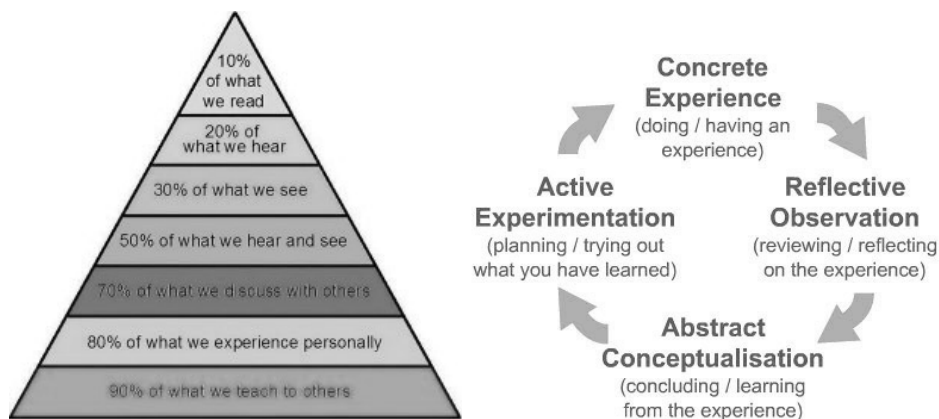 10%
of what
we read
20% of
what we hear
30% of what we see
50% of what we hear and see
70% of what we discuss with others
80% of what we experience personally
90% of what we teach to others
Concrete
Experience
(doing / having an
experience)
Reflective
Observation
(reviewing / reflecting
on the experience)
Abstract
Conceptualisation
(concluding / learning
from the experience)
Active
Experimentation
(planning / trying out
what you have learned)